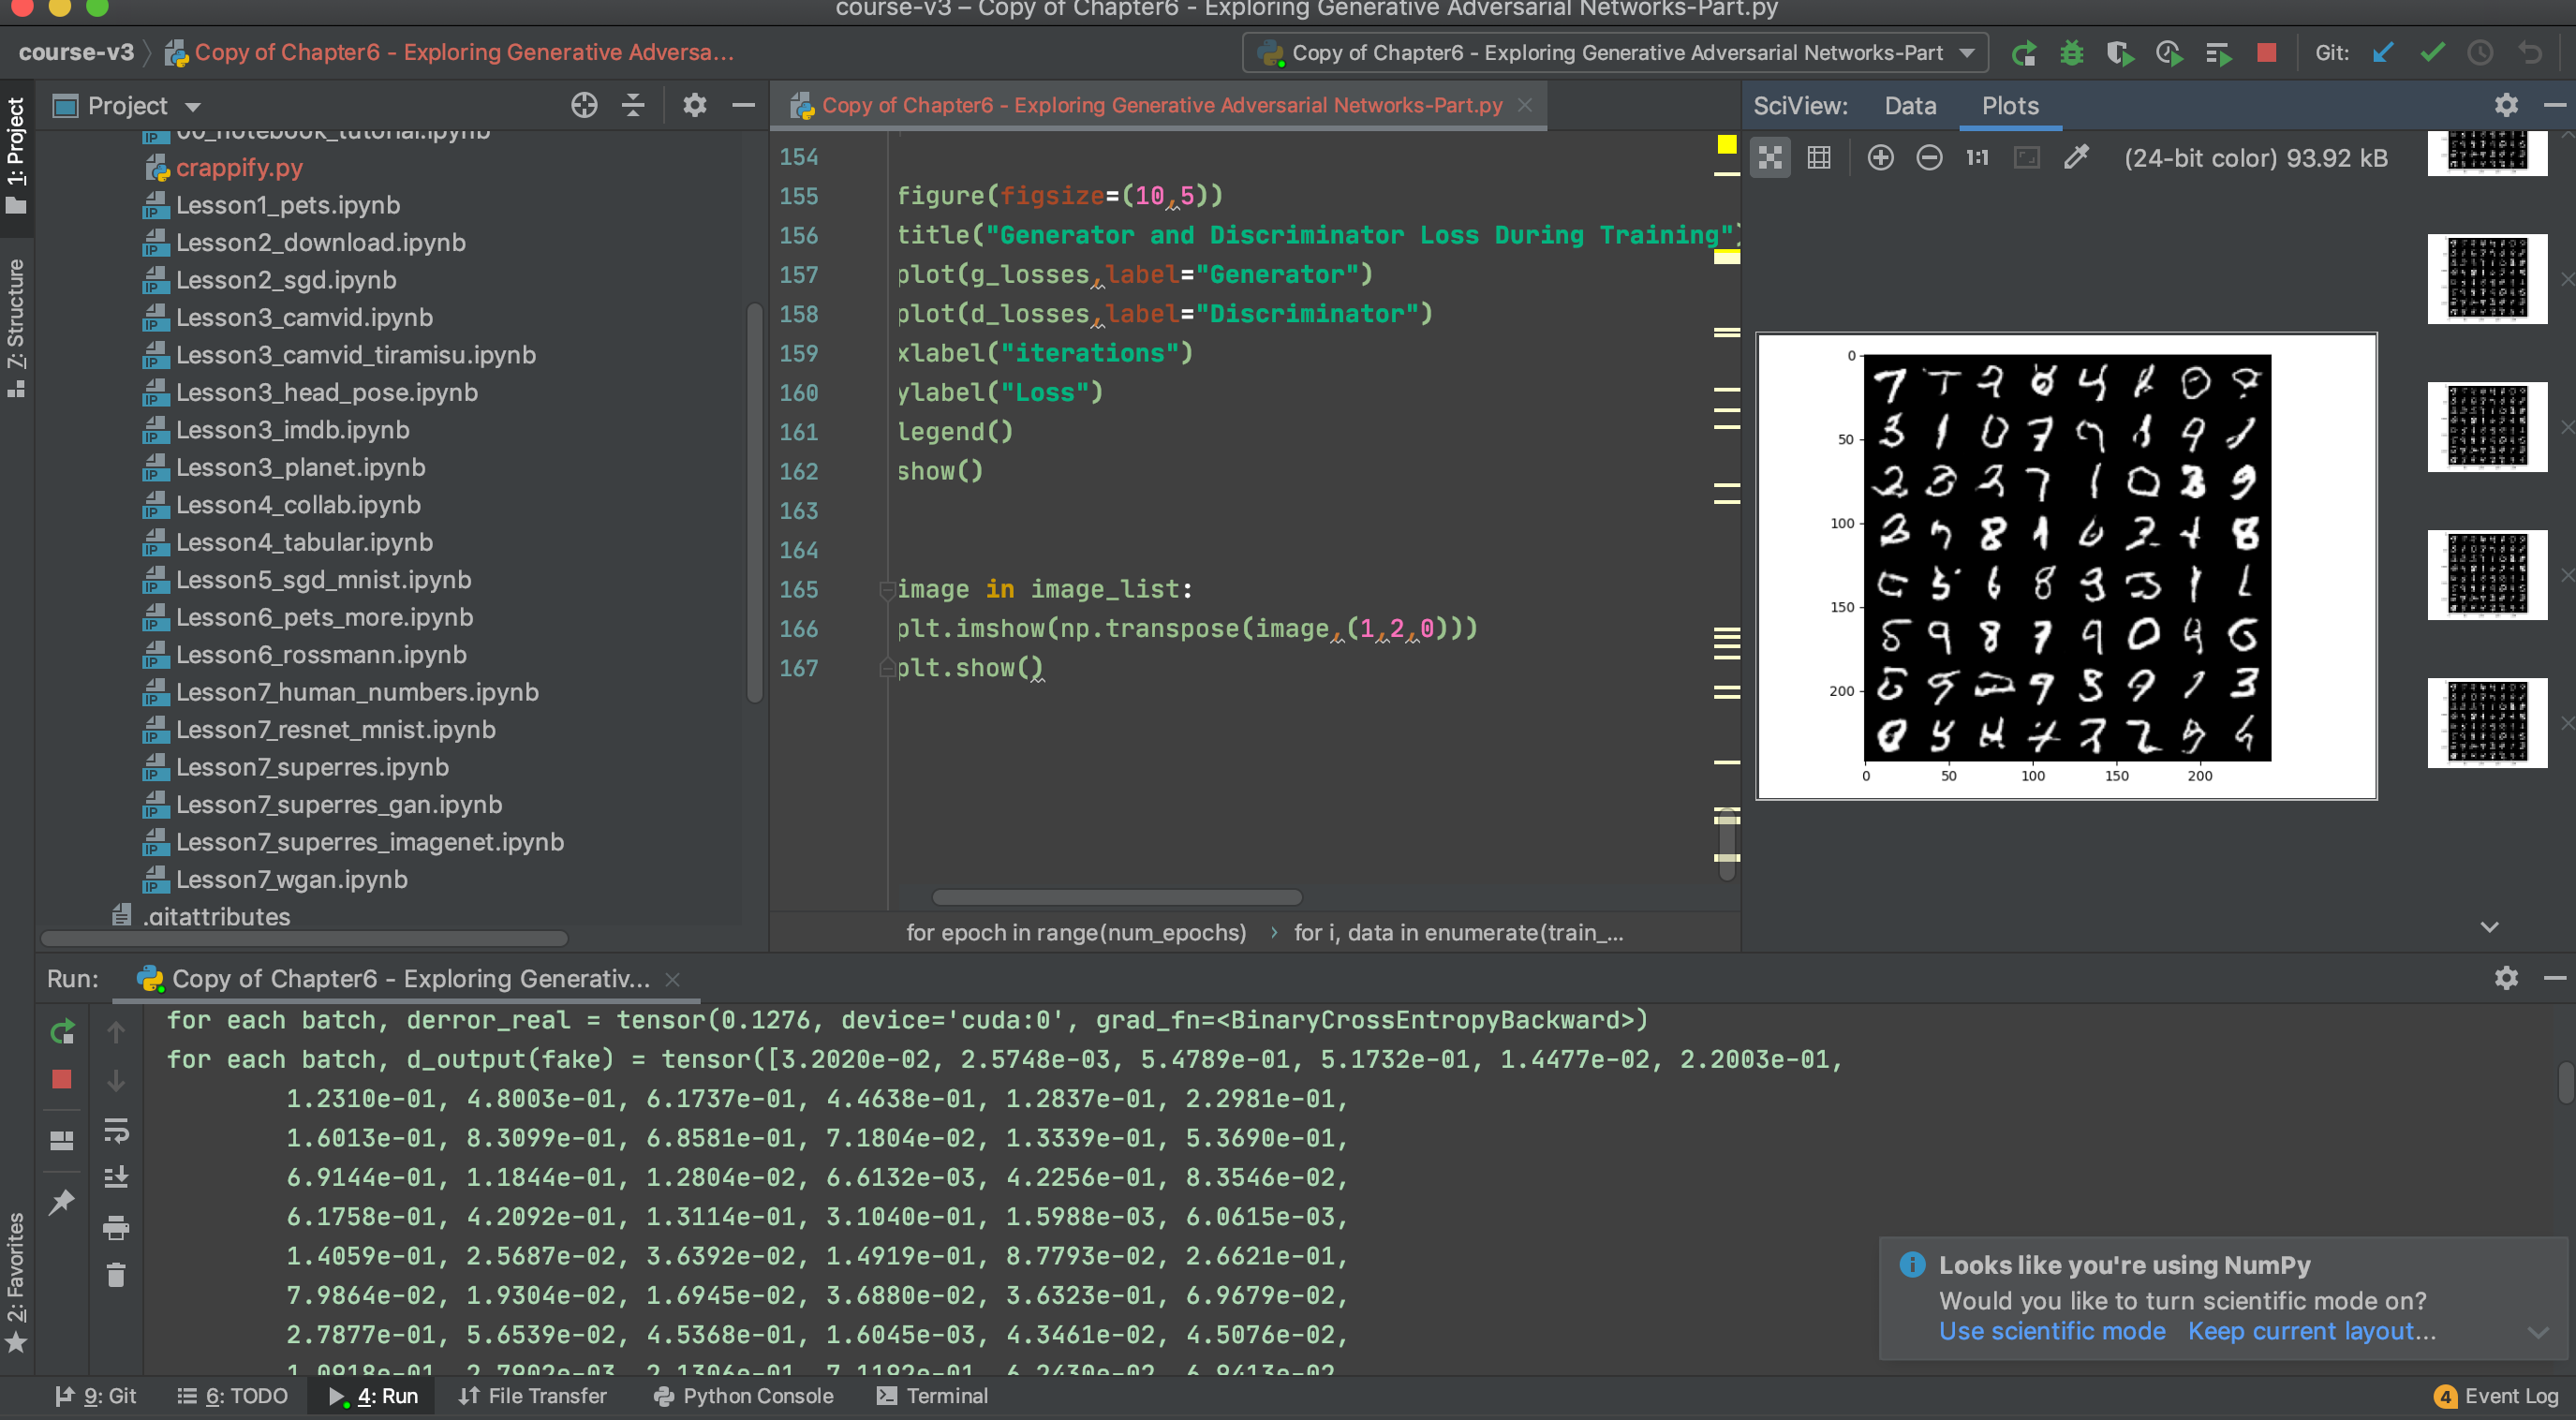 course-v3 – Copy of Chapter6 - Exploring Generative Adversarial Networks-Part.py
course-v3 Copy of Chapter6 - Exploring Generative Adversa...
Copy of Chapter6 - Exploring Generative Adversarial Networks-Part
Git:
1: Project
Z: Structure
2: Favorites
Project
00_notebook_tutorial.ipynb
crappify.py
Lesson1_pets.ipynb
Lesson2_download.ipynb
Lesson2_sgd.ipynb
Lesson3_camvid.ipynb
Lesson3_camvid_tiramisu.ipynb
Lesson3_head_pose.ipynb
Lesson3_imdb.ipynb
Lesson3_planet.ipynb
Lesson4_collab.ipynb
Lesson4_tabular.ipynb
Lesson5_sgd_mnist.ipynb
Lesson6_pets_more.ipynb
Lesson6_rossmann.ipynb
Lesson7_human_numbers.ipynb
Lesson7_resnet_mnist.ipynb
Lesson7_superres.ipynb
Lesson7_superres_gan.ipynb
Lesson7_superres_imagenet.ipynb
Lesson7_wgan.ipynb
.gitattributes
Copy of Chapter6 - Exploring Generative Adversarial Networks-Part.py
154
155 figure(figsize=(10,5))
156 title("Generator and Discriminator Loss During Training")
157 plot(g_losses,label="Generator")
158 plot(d_losses,label="Discriminator")
159 xlabel("iterations")
160 ylabel("Loss")
161 legend()
162 show()
163
164
165 image in image_list:
166 plt.imshow(np.transpose(image,(1,2,0)))
167 plt.show()
for epoch in range(num_epochs) › for i, data in enumerate(train_...
SciView: Data Plots
1:1 (24-bit color) 93.92 kB
0
50
100
150
200
0 50 100 150 200
Run: Copy of Chapter6 - Exploring Generativ...
for each batch, derror_real = tensor(0.1276, device='cuda:0', grad_fn=<BinaryCrossEntropyBackward>)
for each batch, d_output(fake) = tensor([3.2020e-02, 2.5748e-03, 5.4789e-01, 5.1732e-01, 1.4477e-02, 2.2003e-01,
1.2310e-01, 4.8003e-01, 6.1737e-01, 4.4638e-01, 1.2837e-01, 2.2981e-01,
1.6013e-01, 8.3099e-01, 6.8581e-01, 7.1804e-02, 1.3339e-01, 5.3690e-01,
6.9144e-01, 1.1844e-01, 1.2804e-02, 6.6132e-03, 4.2256e-01, 8.3546e-02,
6.1758e-01, 4.2092e-01, 1.3114e-01, 3.1040e-01, 1.5988e-03, 6.0615e-03,
1.4059e-01, 2.5687e-02, 3.6392e-02, 1.4919e-01, 8.7793e-02, 2.6621e-01,
7.9864e-02, 1.9304e-02, 1.6945e-02, 3.6880e-02, 3.6323e-01, 6.9679e-02,
2.7877e-01, 5.6539e-02, 4.5368e-01, 1.6045e-03, 4.3461e-02, 4.5076e-02,
1.0918e-01, 2.7902e-03, 2.1306e-01, 7.1192e-01, 6.2430e-02, 6.9413e-02,
Looks like you're using NumPy
Would you like to turn scientific mode on?
Use scientific mode Keep current layout...
9: Git 6: TODO 4: Run File Transfer Python Console Terminal
4 Event Log